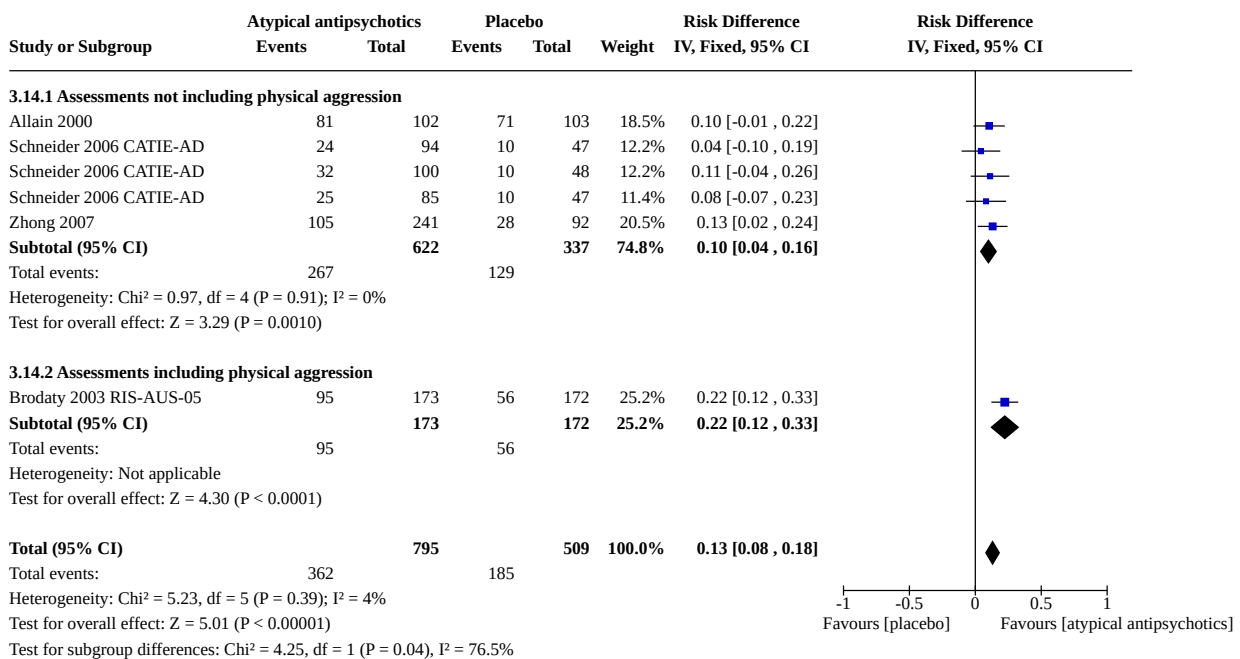 Atypical antipsychotics Placebo Risk Difference Risk Difference
Study or Subgroup Events Total Events Total Weight IV, Fixed, 95% CI IV, Fixed, 95% CI
3.14.1 Assessments not including physical aggression
Allain 2000 81 102 71 103 18.5% 0.10 [-0.01 , 0.22]
Schneider 2006 CATIE-AD 24 94 10 47 12.2% 0.04 [-0.10 , 0.19]
Schneider 2006 CATIE-AD 32 100 10 48 12.2% 0.11 [-0.04 , 0.26]
Schneider 2006 CATIE-AD 25 85 10 47 11.4% 0.08 [-0.07 , 0.23]
Zhong 2007 105 241 28 92 20.5% 0.13 [0.02 , 0.24]
Subtotal (95% CI) 622 337 74.8% 0.10 [0.04 , 0.16]
Total events: 267 129
Heterogeneity: Chi² = 0.97, df = 4 (P = 0.91); I² = 0%
Test for overall effect: Z = 3.29 (P = 0.0010)
3.14.2 Assessments including physical aggression
Brodaty 2003 RIS-AUS-05 95 173 56 172 25.2% 0.22 [0.12 , 0.33]
Subtotal (95% CI) 173 172 25.2% 0.22 [0.12 , 0.33]
Total events: 95 56
Heterogeneity: Not applicable
Test for overall effect: Z = 4.30 (P < 0.0001)
Total (95% CI) 795 509 100.0% 0.13 [0.08 , 0.18]
Total events: 362 185
Heterogeneity: Chi² = 5.23, df = 5 (P = 0.39); I² = 4%
Test for overall effect: Z = 5.01 (P < 0.00001)
Test for subgroup differences: Chi² = 4.25, df = 1 (P = 0.04), I² = 76.5%
-1 -0.5 0 0.5 1
Favours [placebo] Favours [atypical antipsychotics]